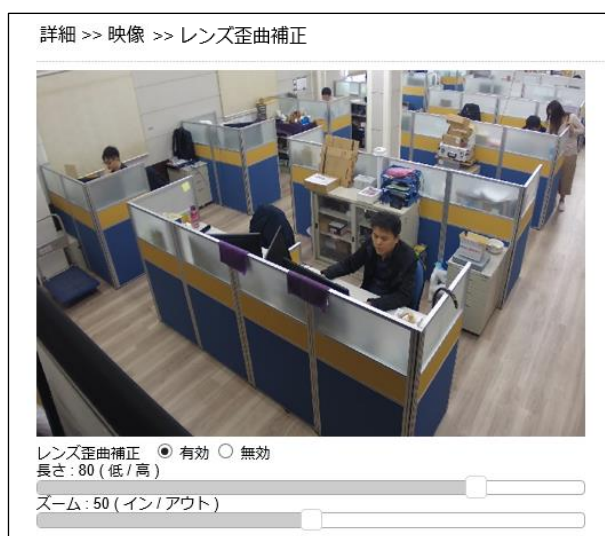 詳細 >> 映像 >> レンズ歪曲補正
レンズ歪曲補正 有効 無効
長さ : 80 ( 低 / 高 )
ズーム : 50 ( イン / アウト )